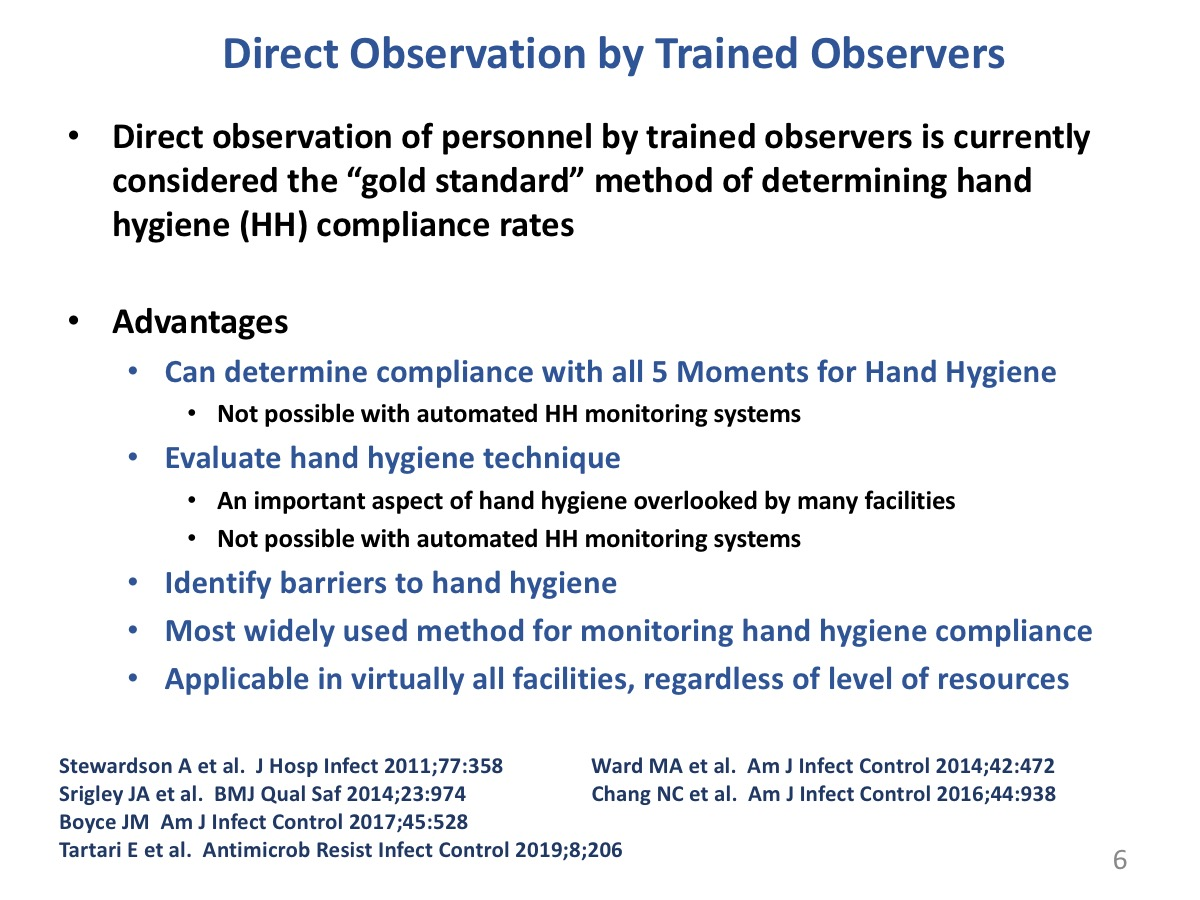 Direct Observation by Trained Observers
• Direct observation of personnel by trained observers is currently
considered the “gold standard” method of determining hand
hygiene (HH) compliance rates
• Advantages
• Can determine compliance with all 5 Moments for Hand Hygiene
• Not possible with automated HH monitoring systems
• Evaluate hand hygiene technique
• An important aspect of hand hygiene overlooked by many facilities
• Not possible with automated HH monitoring systems
• Identify barriers to hand hygiene
• Most widely used method for monitoring hand hygiene compliance
• Applicable in virtually all facilities, regardless of level of resources
Stewardson A et al.  J Hosp Infect 2011;77:358
Srigley JA et al.  BMJ Qual Saf 2014;23:974
Boyce JM  Am J Infect Control 2017;45:528
Tartari E et al.  Antimicrob Resist Infect Control 2019;8;206
Ward MA et al.  Am J Infect Control 2014;42:472
Chang NC et al.  Am J Infect Control 2016;44:938
6